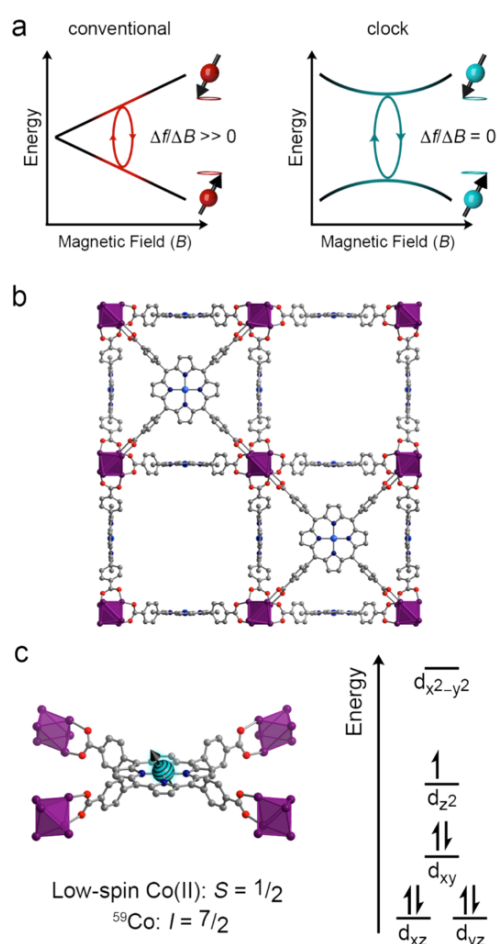 a
conventional
clock
Energy
Δf/ΔB >> 0
Magnetic Field (B)
Energy
Δf/ΔB = 0
Magnetic Field (B)
b
c
Low-spin Co(II): S = 1/2
⁵⁹Co: I = 7/2
Energy
dx²−y²
dz²
dxy
dxz
dyz